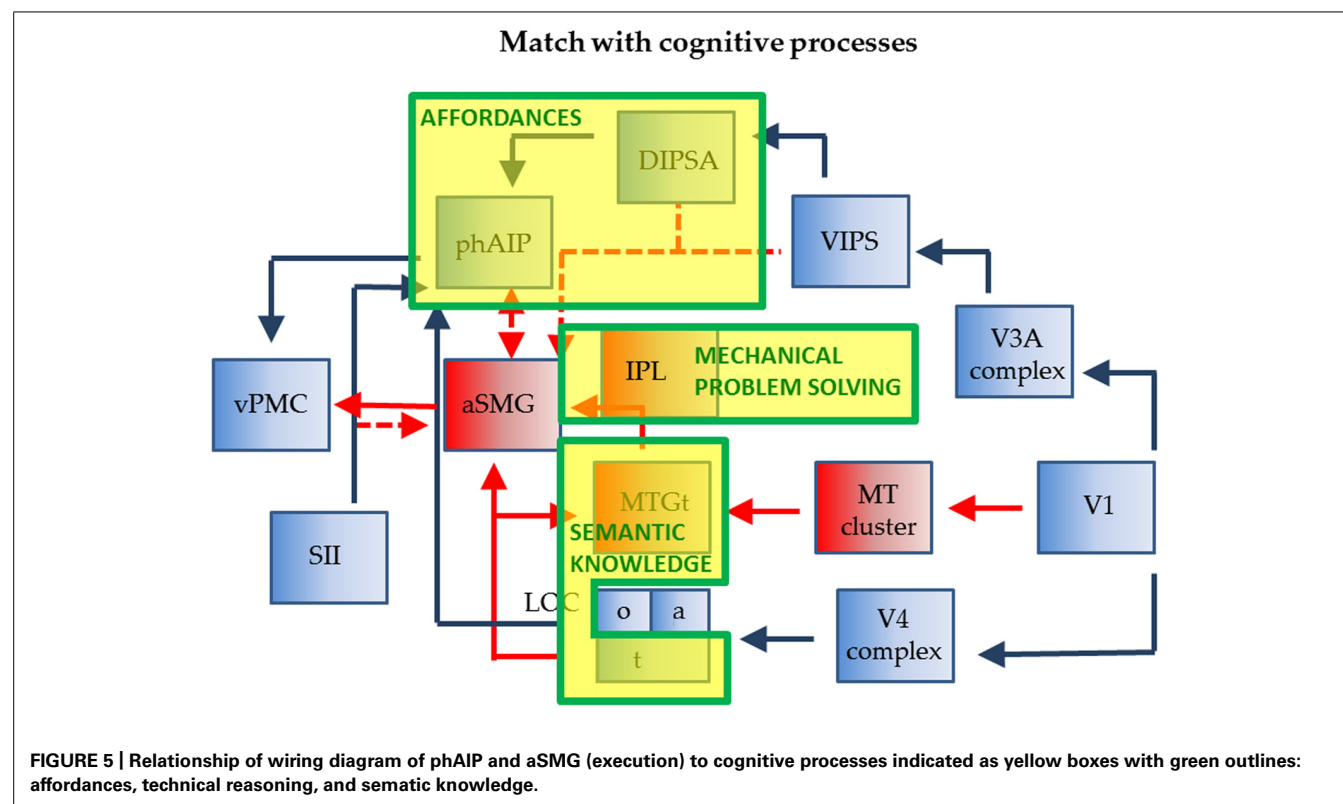 Match with cognitive processes
AFFORDANCES
DIPSA
phAIP
VIPS
V3A
complex
IPL
MECHANICAL
PROBLEM SOLVING
vPMC
aSMG
MTGt
SEMANTIC
KNOWLEDGE
MT
cluster
V1
SII
LOC
o
a
t
V4
complex
FIGURE 5 | Relationship of wiring diagram of phAIP and aSMG (execution) to cognitive processes indicated as yellow boxes with green outlines:
affordances, technical reasoning, and sematic knowledge.